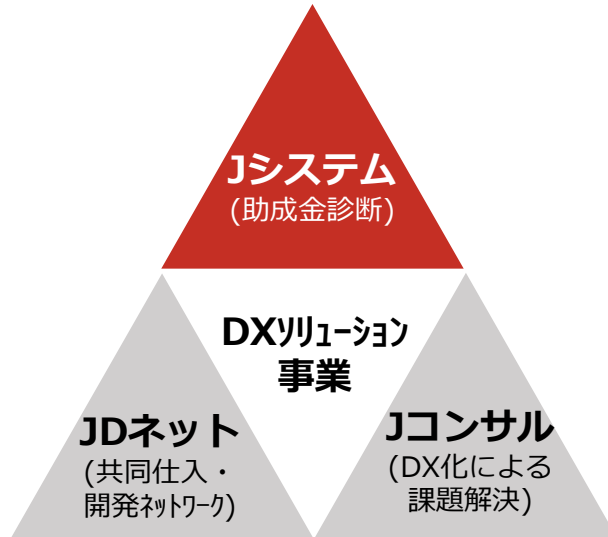 Jシステム
(助成金診断)
DXｿﾘｭｰｼｮﾝ
事業
JDネット
(共同仕入・
開発ﾈｯﾄﾜｰｸ)
Jコンサル
(DX化による
課題解決)